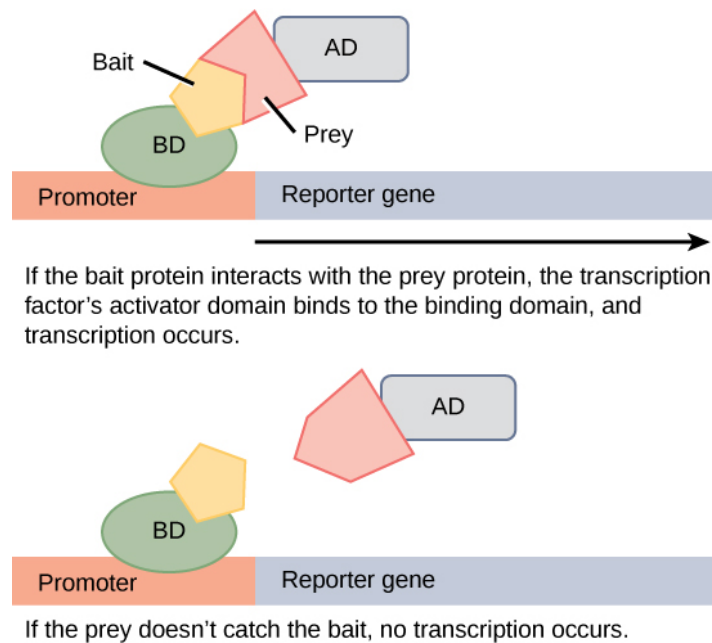 AD
Bait
Prey
BD
Promoter
Reporter gene
If the bait protein interacts with the prey protein, the transcription
factor's activator domain binds to the binding domain, and
transcription occurs.
AD
BD
Promoter
Reporter gene
If the prey doesn't catch the bait, no transcription occurs.